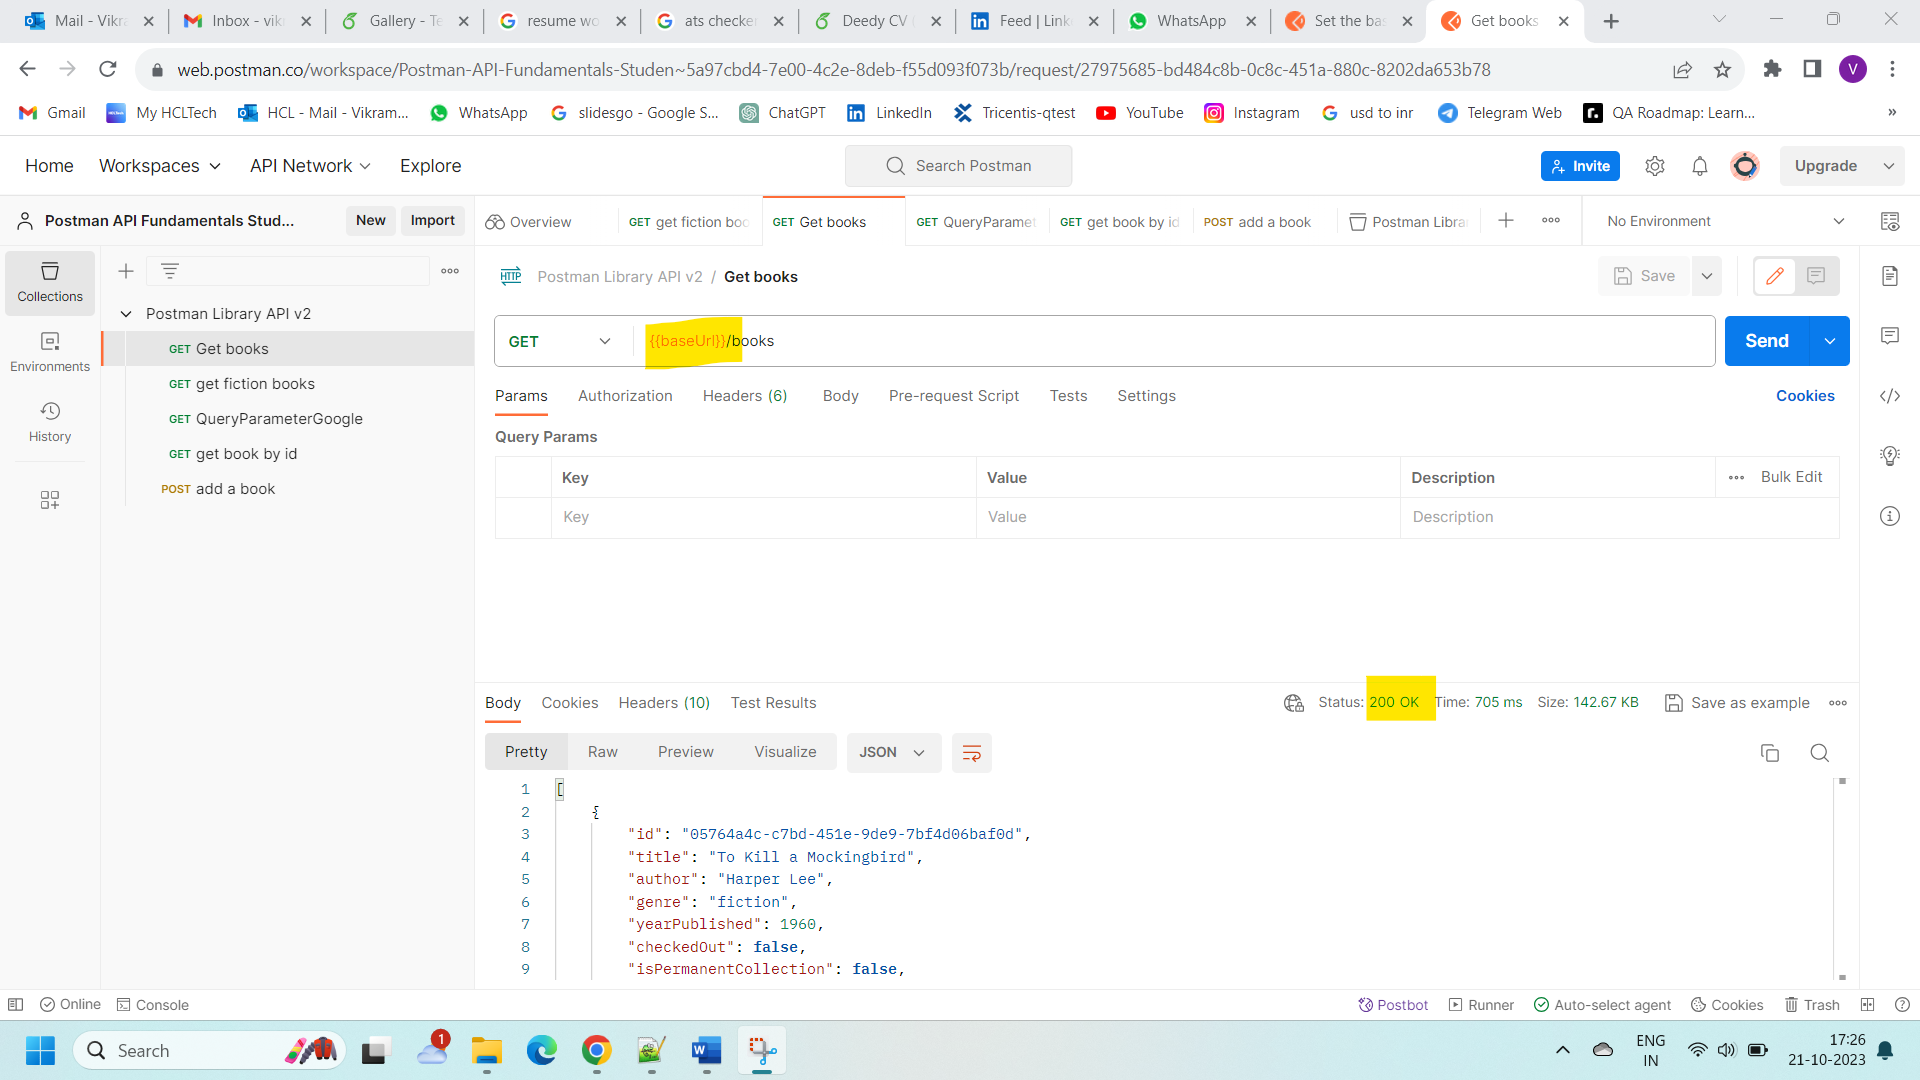 Mail - Vikra
Inbox - vik
Gallery - Te
resume wo
ats checke
Deedy CV (
Feed | Link
WhatsApp
Set the ba
Get books
web.postman.co/workspace/Postman-API-Fundamentals-Studen~5a97cbd4-7e00-4c2e-8deb-f55d093f073b/request/27975685-bd484c8b-0c8c-451a-880c-8202da653b78
V
Gmail
My HCLTech
HCL - Mail - Vikram...
WhatsApp
slidesgo - Google S...
ChatGPT
LinkedIn
Tricentis-qtest
YouTube
Instagram
usd to inr
Telegram Web
QA Roadmap: Learn...
»
Home
Workspaces
API Network
Explore
Search Postman
Invite
Upgrade
Postman API Fundamentals Stud...
New
Import
Overview
GET get fiction boo
GET Get books
GET QueryParamet
GET get book by id
POST add a book
Postman Libra
No Environment
Collections
Environments
History
Postman Library API v2
GET Get books
GET get fiction books
GET QueryParameterGoogle
GET get book by id
POST add a book
HTTP
Postman Library API v2 / Get books
Save
GET
{{baseUrl}}/books
Send
Params
Authorization
Headers (6)
Body
Pre-request Script
Tests
Settings
Cookies
Query Params
Key
Value
Description
Bulk Edit
Key
Value
Description
Body
Cookies
Headers (10)
Test Results
Status: 200 OK
Time: 705 ms
Size: 142.67 KB
Save as example
Pretty
Raw
Preview
Visualize
JSON
1 [
2 {
3 "id": "05764a4c-c7bd-451e-9de9-7bf4d06baf0d",
4 "title": "To Kill a Mockingbird",
5 "author": "Harper Lee",
6 "genre": "fiction",
7 "yearPublished": 1960,
8 "checkedOut": false,
9 "isPermanentCollection": false,
Online
Console
Postbot
Runner
Auto-select agent
Cookies
Trash
Search
1
ENG
IN
17:26
21-10-2023